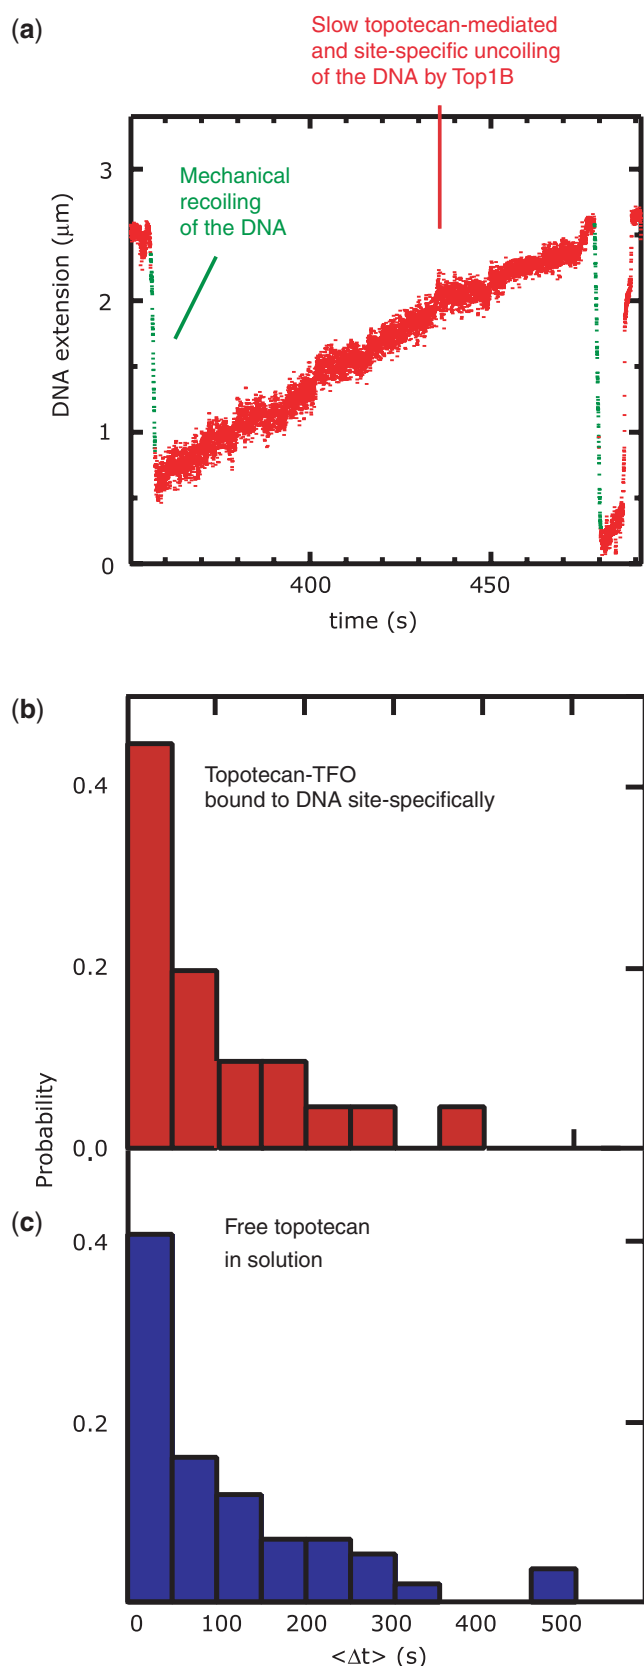 (a)
Slow topotecan-mediated
and site-specific uncoiling
of the DNA by Top1B
Mechanical
recoiling
of the DNA
3
2
1
0
DNA extension (μm)
400
450
time (s)
(b)
Topotecan-TFO
bound to DNA site-specifically
0.4
0.2
0.0
Probability
(c)
Free topotecan
in solution
0.4
0.2
0
100
200
300
400
500
<Δt> (s)